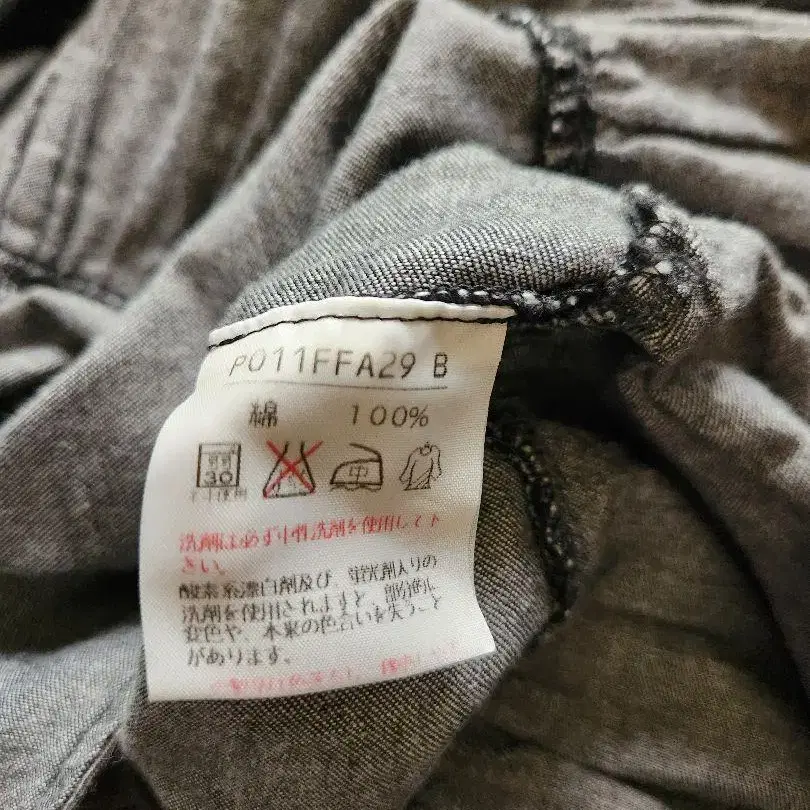 P011FFA29 B
綿 100%
30
中
洗剤は必ず中性洗剤を使用して下
さい。
酸素系漂白剤及び、蛍光剤入りの
洗剤を使用されますと、部分的に
変色や、本来の色合いを失うこと
があります。